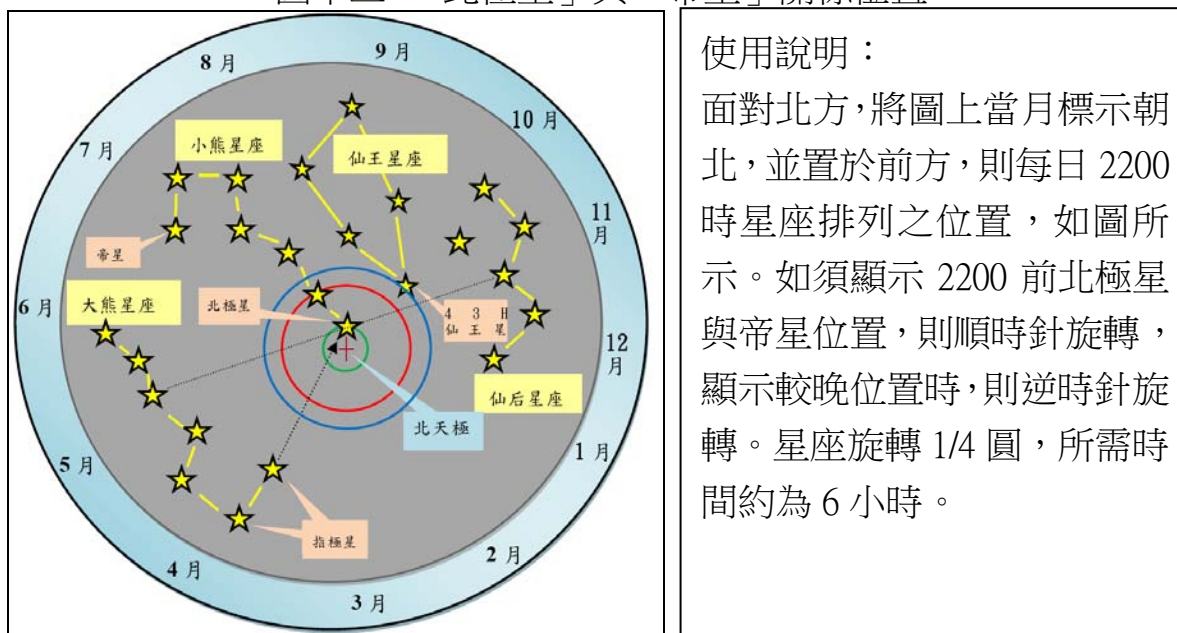 使用說明：
面對北方，將圖上當月標示朝
北，並置於前方，則每日 2200
時星座排列之位置，如圖所
示。如須顯示 2200 前北極星
與帝星位置，則順時針旋轉，
顯示較晚位置時，則逆時針旋
轉。星座旋轉 1/4 圓，所需時
間約為 6 小時。
9 月
8 月
10 月
7 月
小熊星座
仙王星座
11
月
帝星
6 月
大熊星座
北極星
4 3 H
仙王星
12
月
仙后星座
北天極
5 月
1 月
指極星
4 月
2 月
3 月